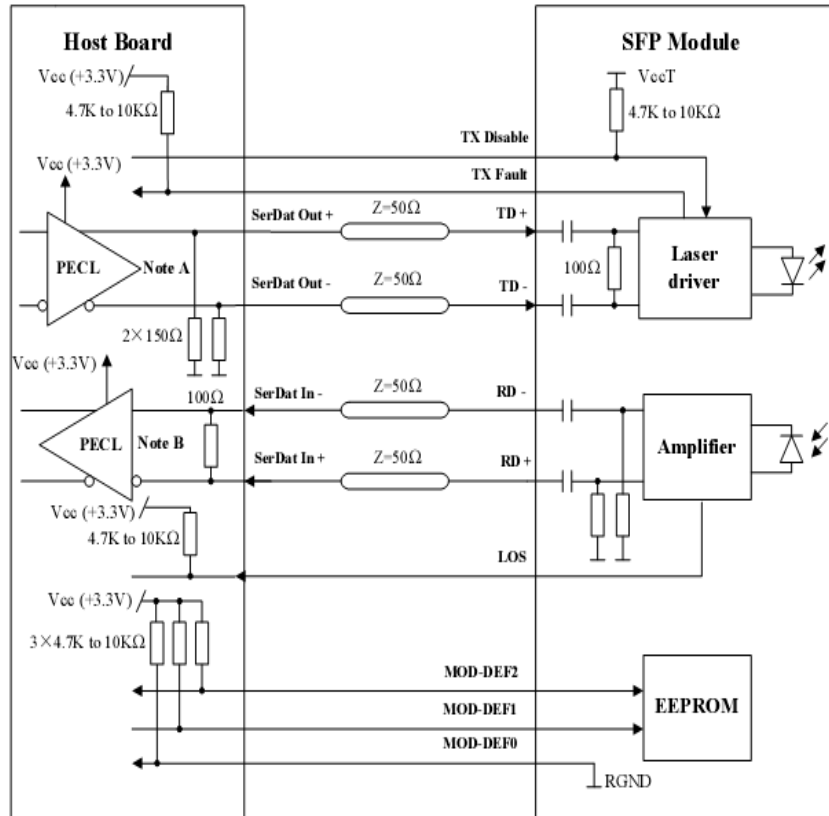 Host Board
SFP Module
Vcc (+3.3V)
VccT
4.7K to 10KΩ
4.7K to 10KΩ
TX Disable
Vcc (+3.3V)
TX Fault
SerDat Out +
Z=50Ω
TD +
PECL
Note A
Laser
driver
100Ω
SerDat Out -
Z=50Ω
TD -
2×150Ω
Vcc (+3.3V)
100Ω
SerDat In -
Z=50Ω
RD -
PECL
Note B
Amplifier
SerDat In +
Z=50Ω
RD +
Vcc (+3.3V)
4.7K to 10KΩ
LOS
Vcc (+3.3V)
3×4.7K to 10KΩ
MOD-DEF2
EEPROM
MOD-DEF1
MOD-DEF0
RGND